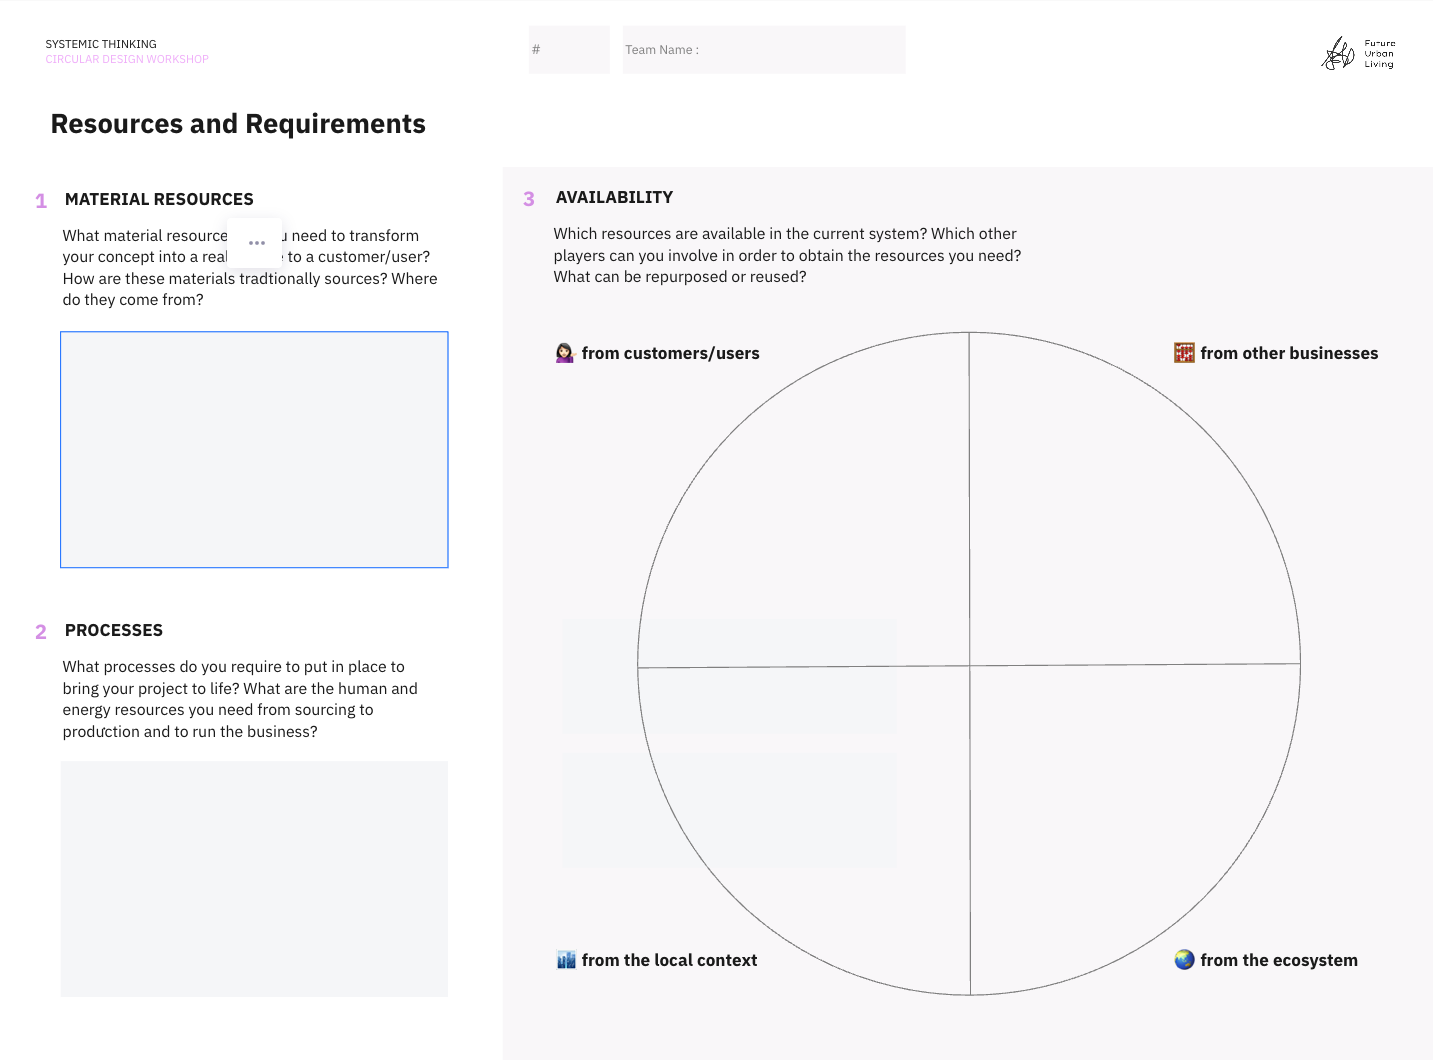 SYSTEMIC THINKING
CIRCULAR DESIGN WORKSHOP
#
Team Name :
Future
Urban
Living
Resources and Requirements
1 MATERIAL RESOURCES
What material need to transform
your concept into a to a customer/user?
How are these materials tradtionally sources? Where
do they come from?
2 PROCESSES
What processes do you require to put in place to
bring your project to life? What are the human and
energy resources you need from sourcing to
production and to run the business?
3 AVAILABILITY
Which resources are available in the current system? Which other
players can you involve in order to obtain the resources you need?
What can be repurposed or reused?
from customers/users
from other businesses
from the local context
from the ecosystem